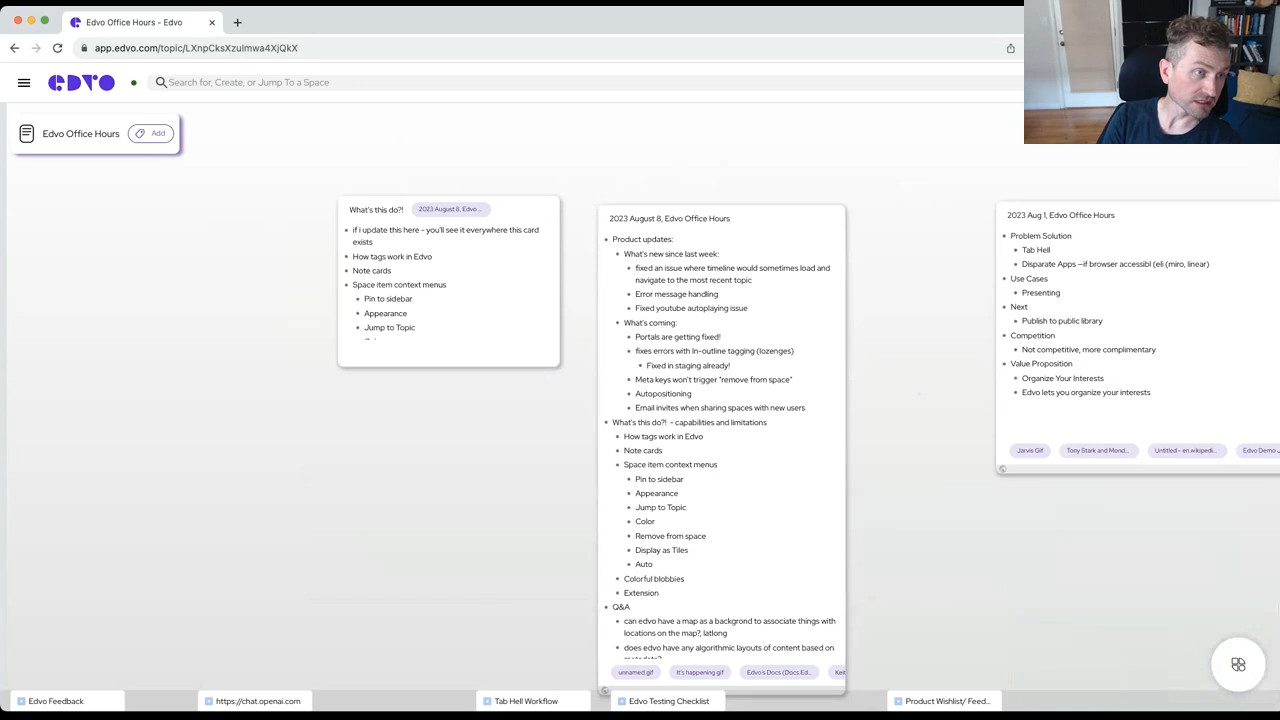 Edvo Office Hours - Edvo
app.edvo.com/topic/LXnpCksXzuImwa4XjQkX
EDVO
Search for, Create, or Jump To a Space
Edvo Office Hours
Add
What's this do?!
2023 August 8, Edvo ...
if i update this here - you'll see it everywhere this card
exists
How tags work in Edvo
Note cards
Space item context menus
Pin to sidebar
Appearance
Jump to Topic
2023 August 8, Edvo Office Hours
Product updates:
What's new since last week:
fixed an issue where timeline would sometimes load and
navigate to the most recent topic
Error message handling
Fixed youtube autoplaying issue
What's coming:
Portals are getting fixed!
fixes errors with In-outline tagging (lozenges)
Fixed in staging already!
Meta keys won't trigger "remove from space"
Autopositioning
Email invites when sharing spaces with new users
What's this do?! - capabilities and limitations
How tags work in Edvo
Note cards
Space item context menus
Pin to sidebar
Appearance
Jump to Topic
Color
Remove from space
Display as Tiles
Auto
Colorful blobbies
Extension
Q&A
can edvo have a map as a backgrond to associate things with
locations on the map?, latlong
does edvo have any algorithmic layouts of content based on
unnamed.gif
It's happening gif
Edvo's Docs (Docs.Ed...
2023 Aug 1, Edvo Office Hours
Problem Solution
Tab Hell
Disparate Apps —if browser accessibl (eli (miro, linear)
Use Cases
Presenting
Next
Publish to public library
Competition
Not competitive, more complimentary
Value Proposition
Organize Your Interests
Edvo lets you organize your interests
Jarvis Gif
Tony Stark and Mond...
Untitled - en.wikipedi...
Edvo Demo
Edvo Feedback
https://chat.openai.com
Tab Hell Workflow
Edvo Testing Checklist
Product Wishlist/ Feed...